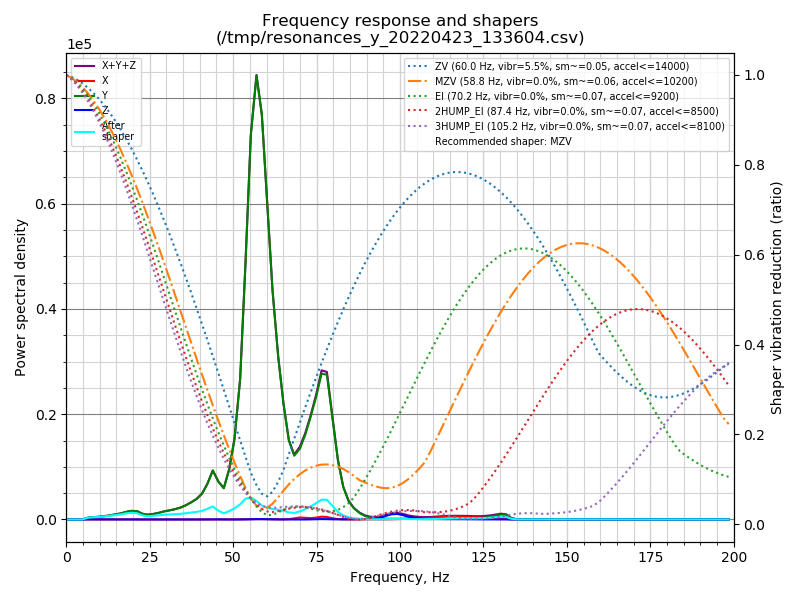 Frequency response and shapers
(/tmp/resonances_y_20220423_133604.csv)
1e5
X+Y+Z
X
Y
Z
After
shaper
ZV (60.0 Hz, vibr=5.5%, sm~=0.05, accel<=14000)
MZV (58.8 Hz, vibr=0.0%, sm~=0.06, accel<=10200)
EI (70.2 Hz, vibr=0.0%, sm~=0.07, accel<=9200)
2HUMP_EI (87.4 Hz, vibr=0.0%, sm~=0.07, accel<=8500)
3HUMP_EI (105.2 Hz, vibr=0.0%, sm~=0.07, accel<=8100)
Recommended shaper: MZV
Power spectral density
0.8
0.6
0.4
0.2
0.0
1.0
0.8
0.6
0.4
0.2
0.0
Shaper vibration reduction (ratio)
0 25 50 75 100 125 150 175 200
Frequency, Hz